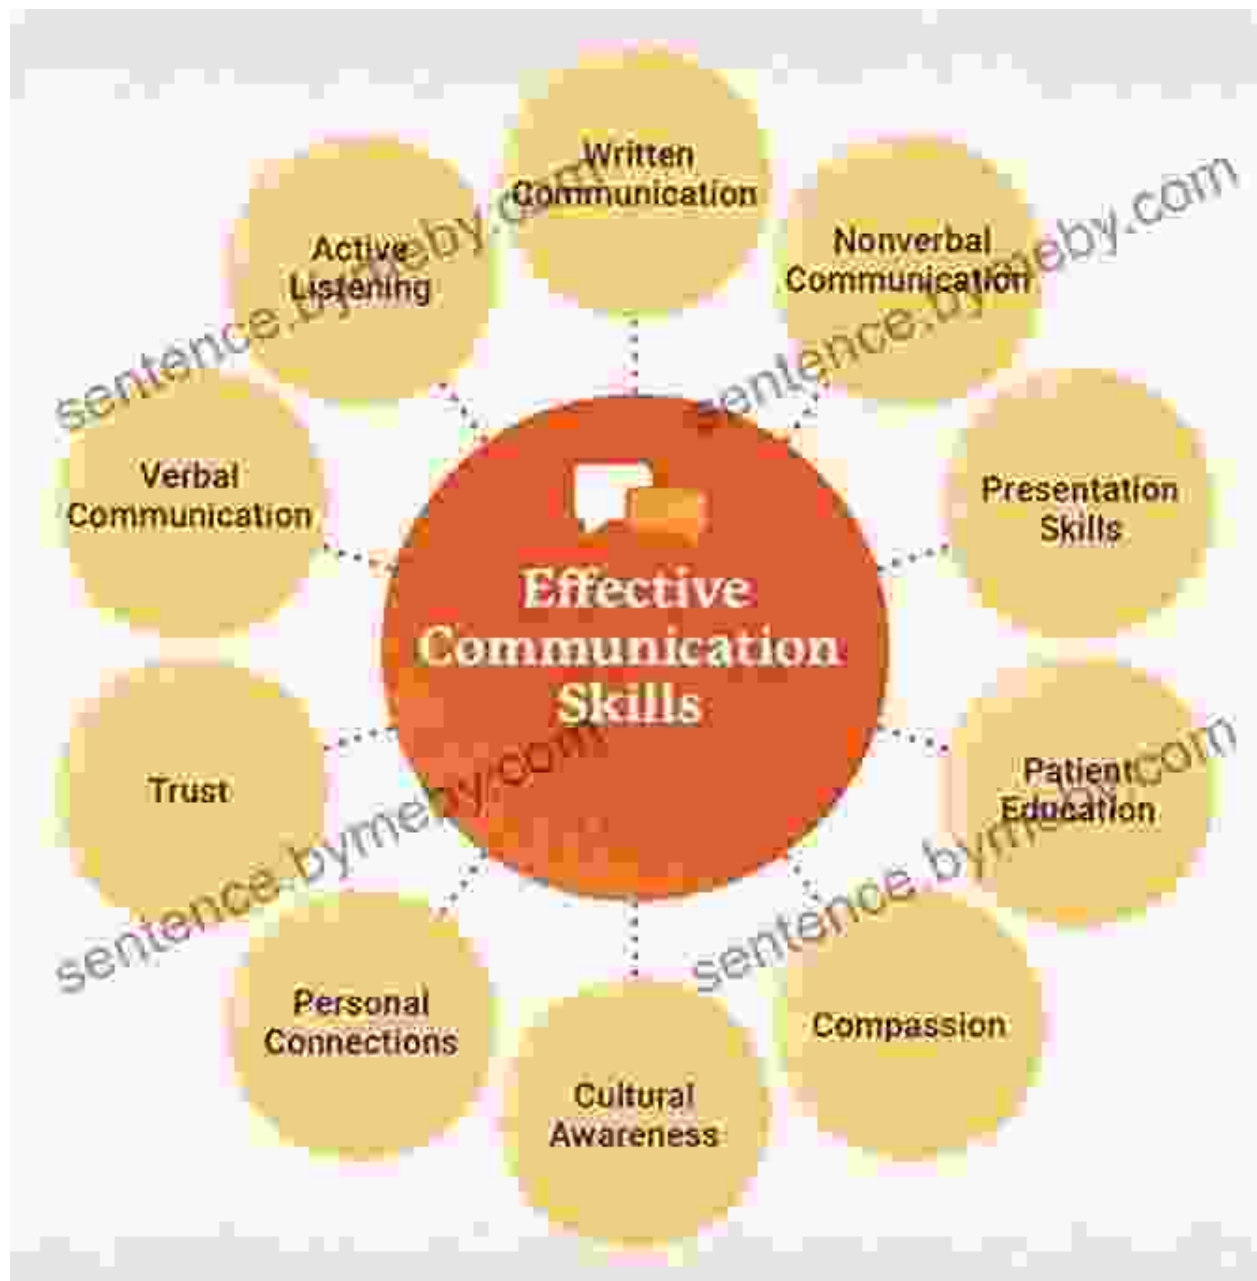 Written
Communication
Nonverbal
Communication
Presentation
Skills
Patient
Education
Compassion
Cultural
Awareness
Personal
Connections
Trust
Verbal
Communication
Active
Listening
Effective
Communication
Skills
sentence.bymeby.com
sentence.bymeby.com
sentence.bymeby.com
sentence.bymeby.com